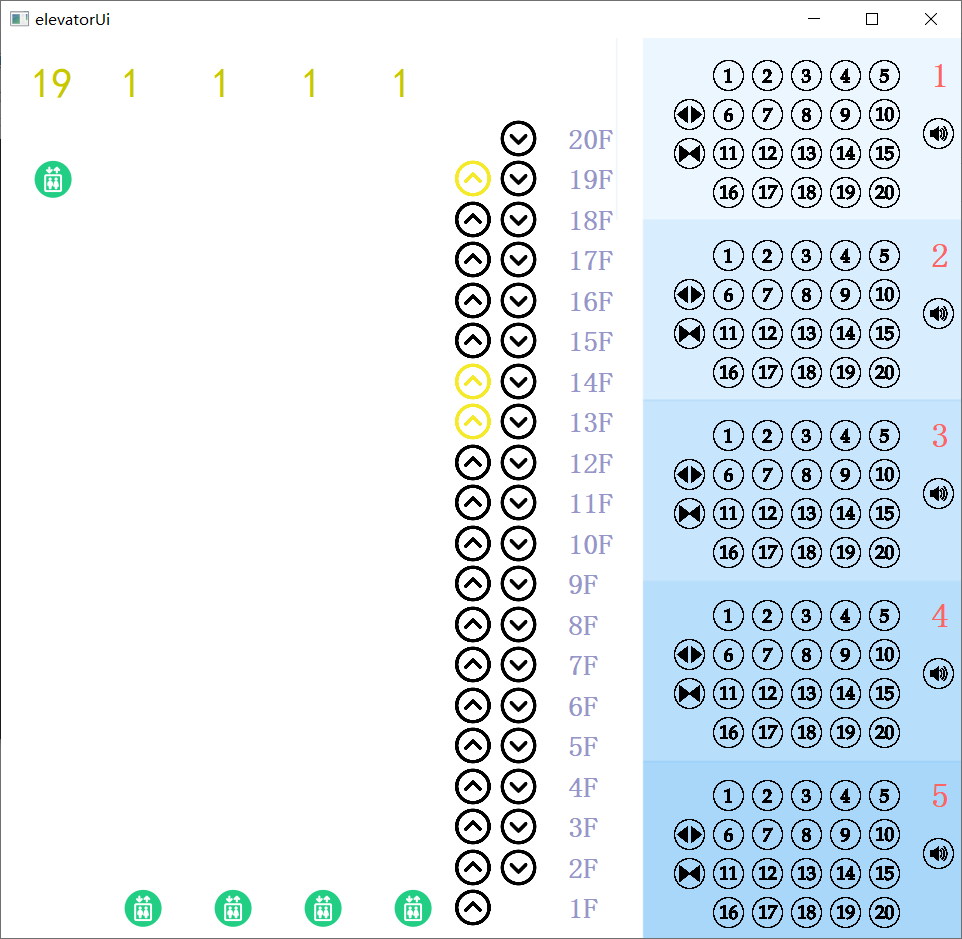 elevatorUi
19 1 1 1 1
20F
19F
18F
17F
16F
15F
14F
13F
12F
11F
10F
9F
8F
7F
6F
5F
4F
3F
2F
1F
1 2 3 4 5 1
6 7 8 9 10
11 12 13 14 15
16 17 18 19 20
1 2 3 4 5 2
6 7 8 9 10
11 12 13 14 15
16 17 18 19 20
1 2 3 4 5 3
6 7 8 9 10
11 12 13 14 15
16 17 18 19 20
1 2 3 4 5 4
6 7 8 9 10
11 12 13 14 15
16 17 18 19 20
1 2 3 4 5 5
6 7 8 9 10
11 12 13 14 15
16 17 18 19 20